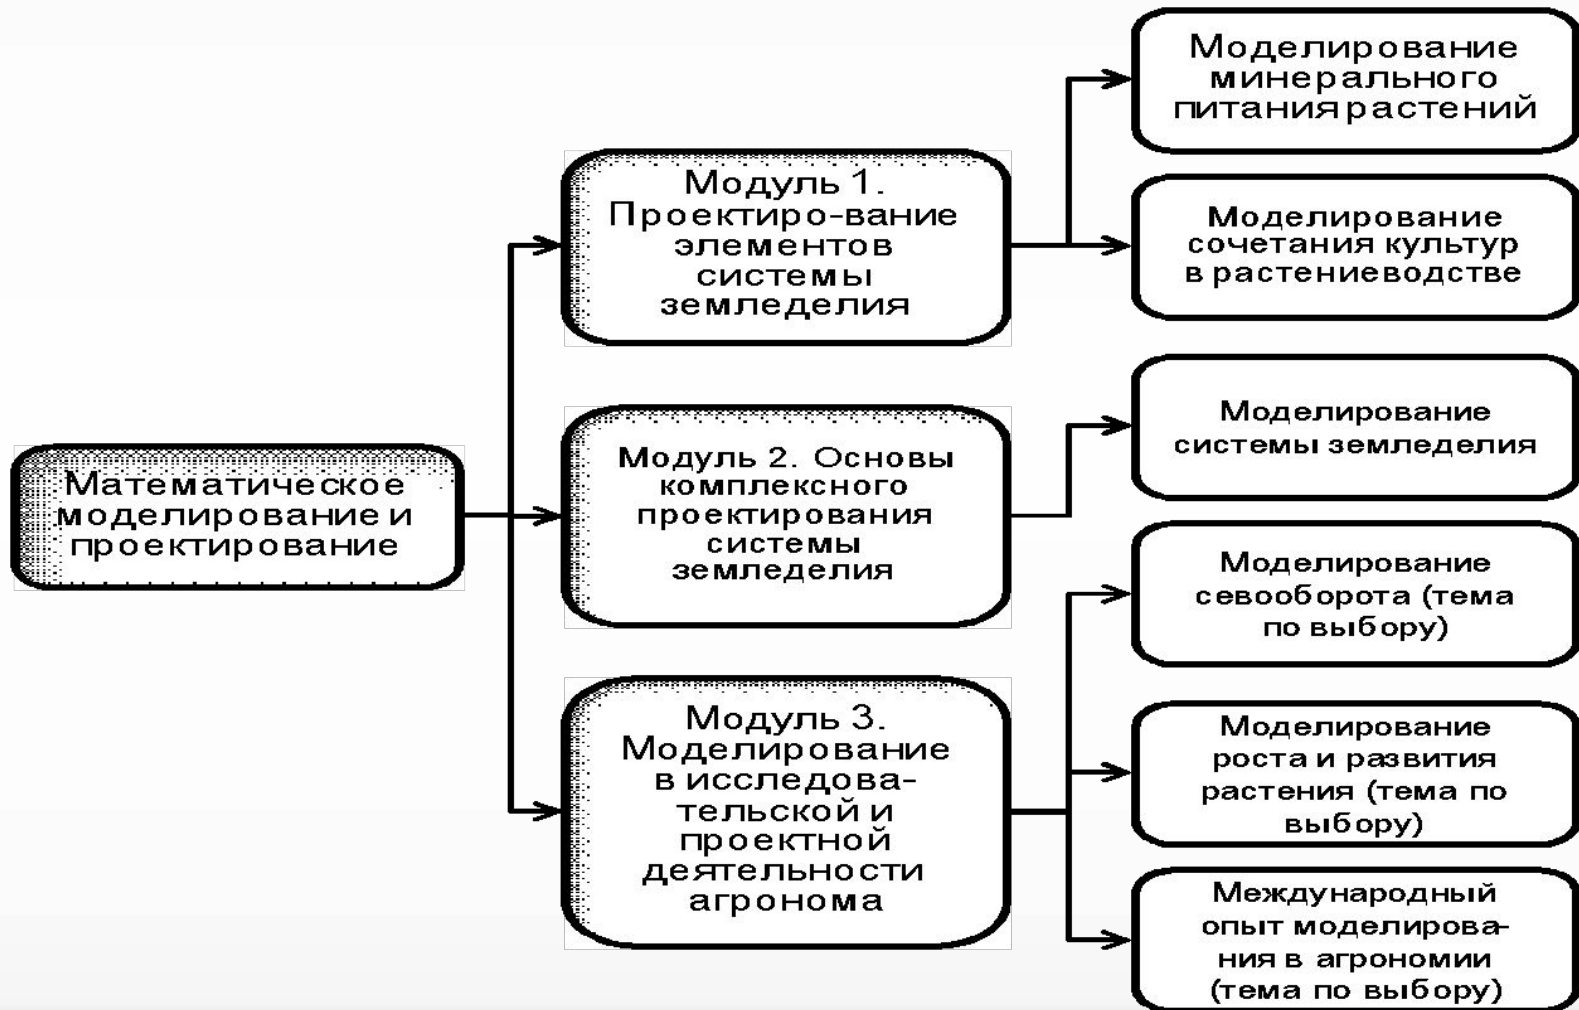 Математическое
моделирование и
проектирование
Модуль 1.
Проектиро-вание
элементов
системы
земледелия
Модуль 2. Основы
комплексного
проектирования
системы
земледелия
Модуль 3.
Моделирование
в исследова-
тельской и
проектной
деятельности
агронома
Моделирование
минерального
питания растений
Моделирование
сочетания культур
в растениеводстве
Моделирование
системы земледелия
Моделирование
севооборота (тема
по выбору)
Моделирование
роста и развития
растения (тема по
выбору)
Международный
опыт моделирова-
ния в агрономии
(тема по выбору)